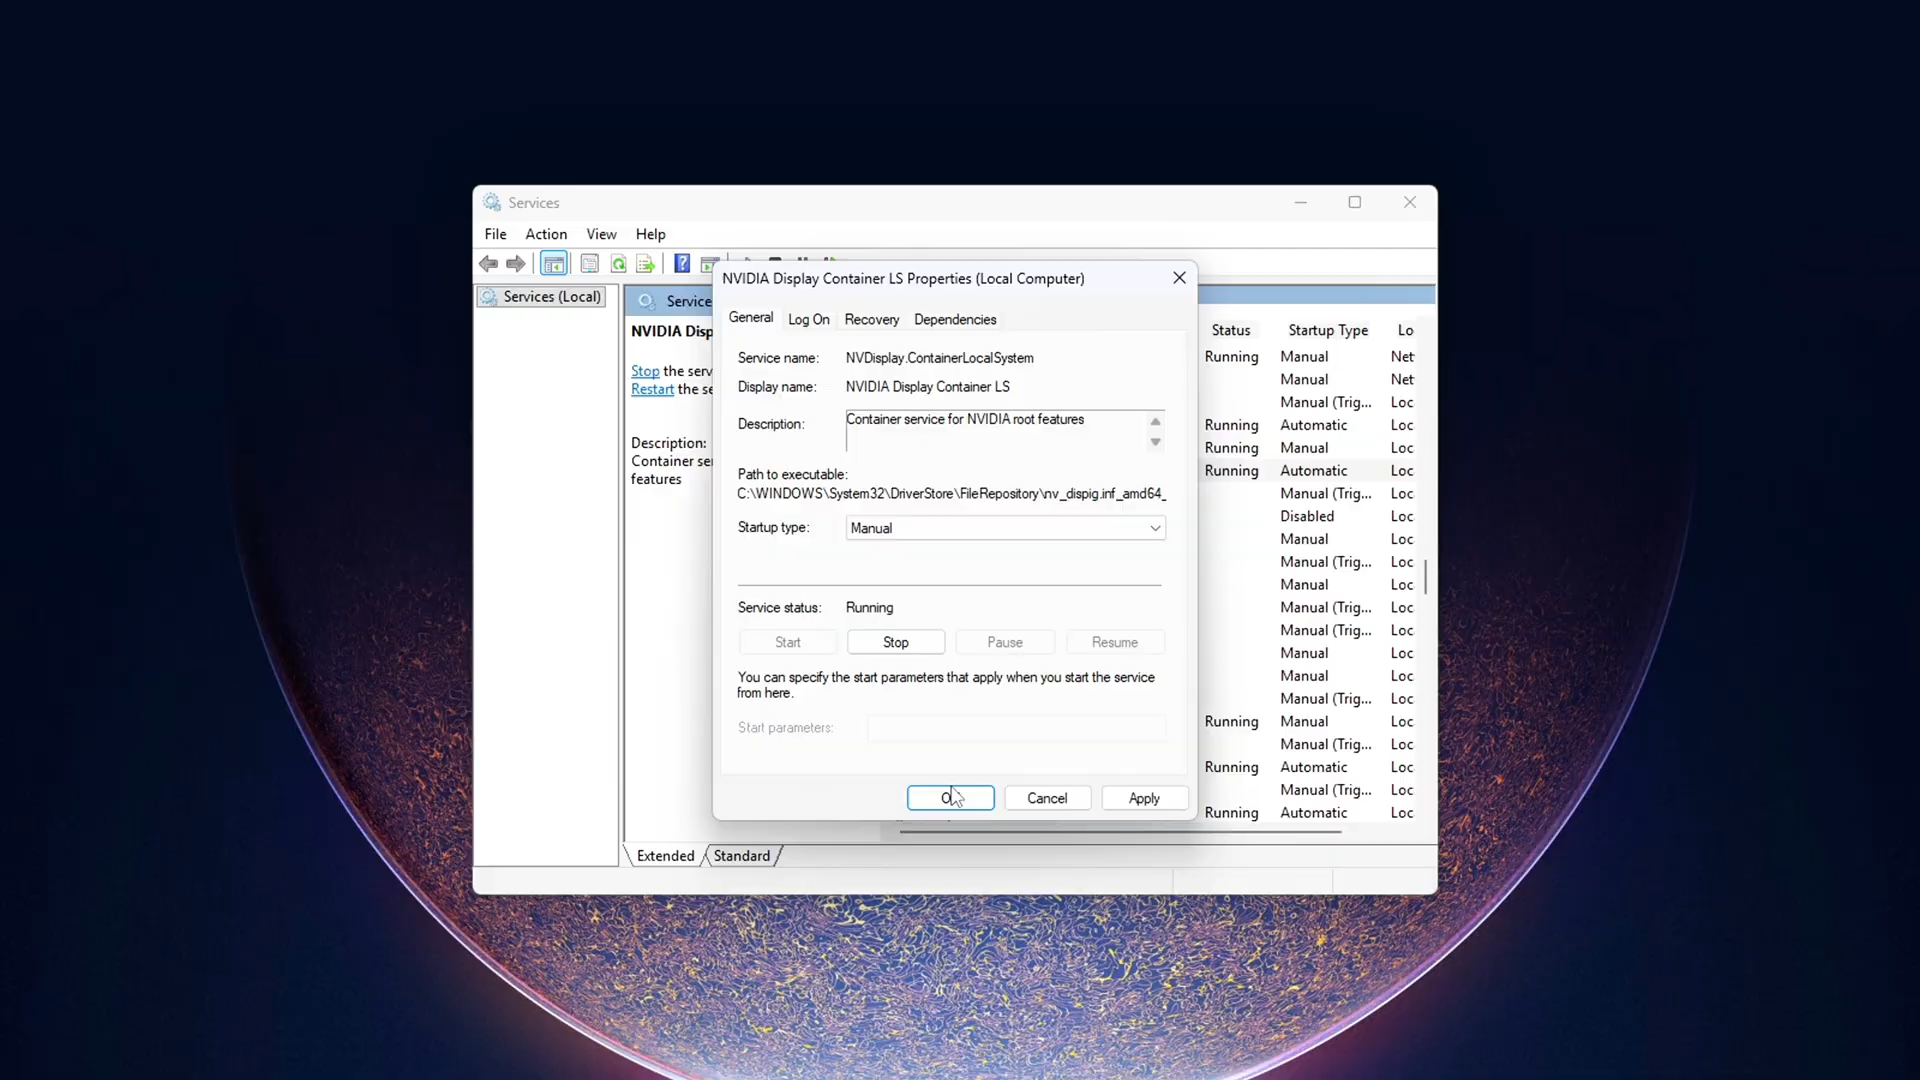 Services
File Action View Help
Services (Local)
NVIDIA Disp
Stop the serv
Restart the se
Description:
Container se
features
NVIDIA Display Container LS Properties (Local Computer)
General Log On Recovery Dependencies
Service name: NVDisplay.ContainerLocalSystem
Display name: NVIDIA Display Container LS
Description: Container service for NVIDIA root features
Path to executable:
C:\WINDOWS\System32\DriverStore\FileRepository\nv_dispig.inf_amd64_
Startup type: Manual
Service status: Running
Start Stop Pause Resume
You can specify the start parameters that apply when you start the service
from here.
Start parameters:
Cancel Apply
Status Startup Type Lo
Running Manual Net
Manual Net
Manual (Trig... Loc
Running Automatic Loc
Running Manual Loc
Running Automatic Loc
Manual (Trig... Loc
Disabled Loc
Manual Loc
Manual (Trig... Loc
Manual Loc
Manual (Trig... Loc
Manual (Trig... Loc
Manual Loc
Manual Loc
Manual (Trig... Loc
Running Manual Loc
Manual (Trig... Loc
Running Automatic Loc
Manual (Trig... Loc
Running Automatic Loc
Extended Standard